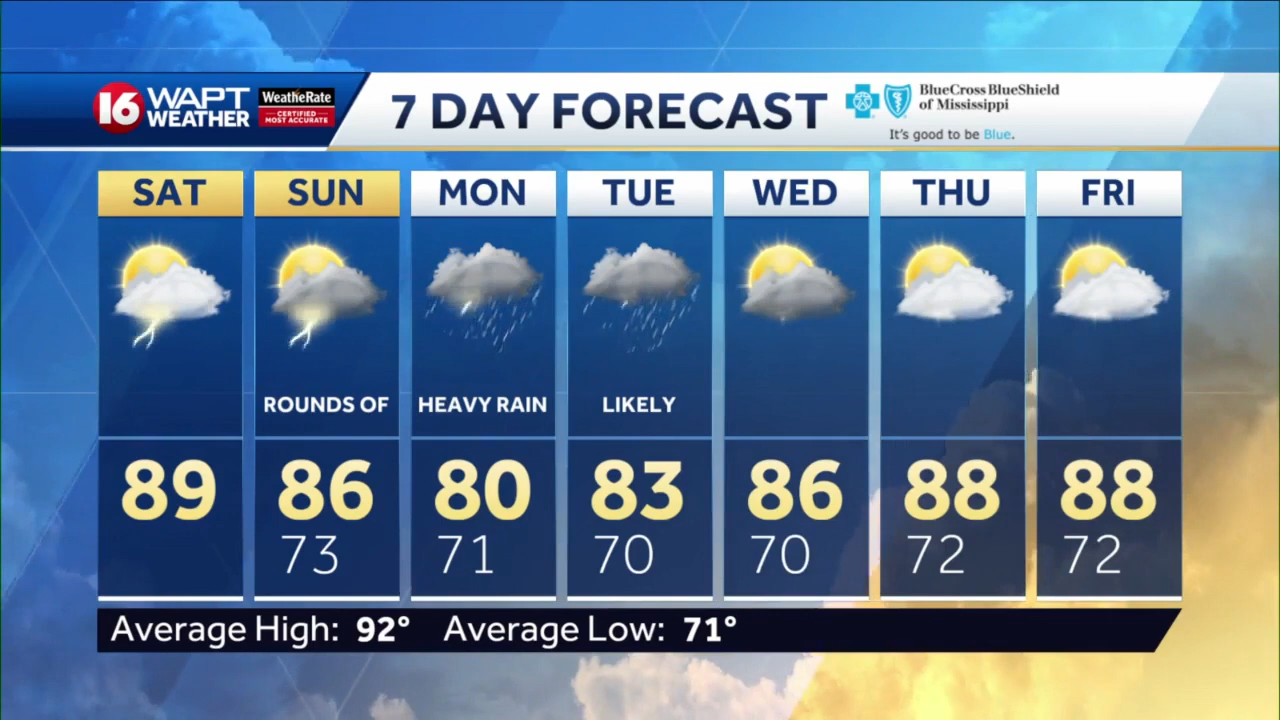 16 WAPT WEATHER
WeatheRate
CERTIFIED
MOST ACCURATE
7 DAY FORECAST
BlueCross BlueShield
of Mississippi
It's good to be Blue.
SAT SUN MON TUE WED THU FRI
ROUNDS OF HEAVY RAIN LIKELY
89 86 80 83 86 88 88
73 71 70 70 72 72
Average High: 92° Average Low: 71°